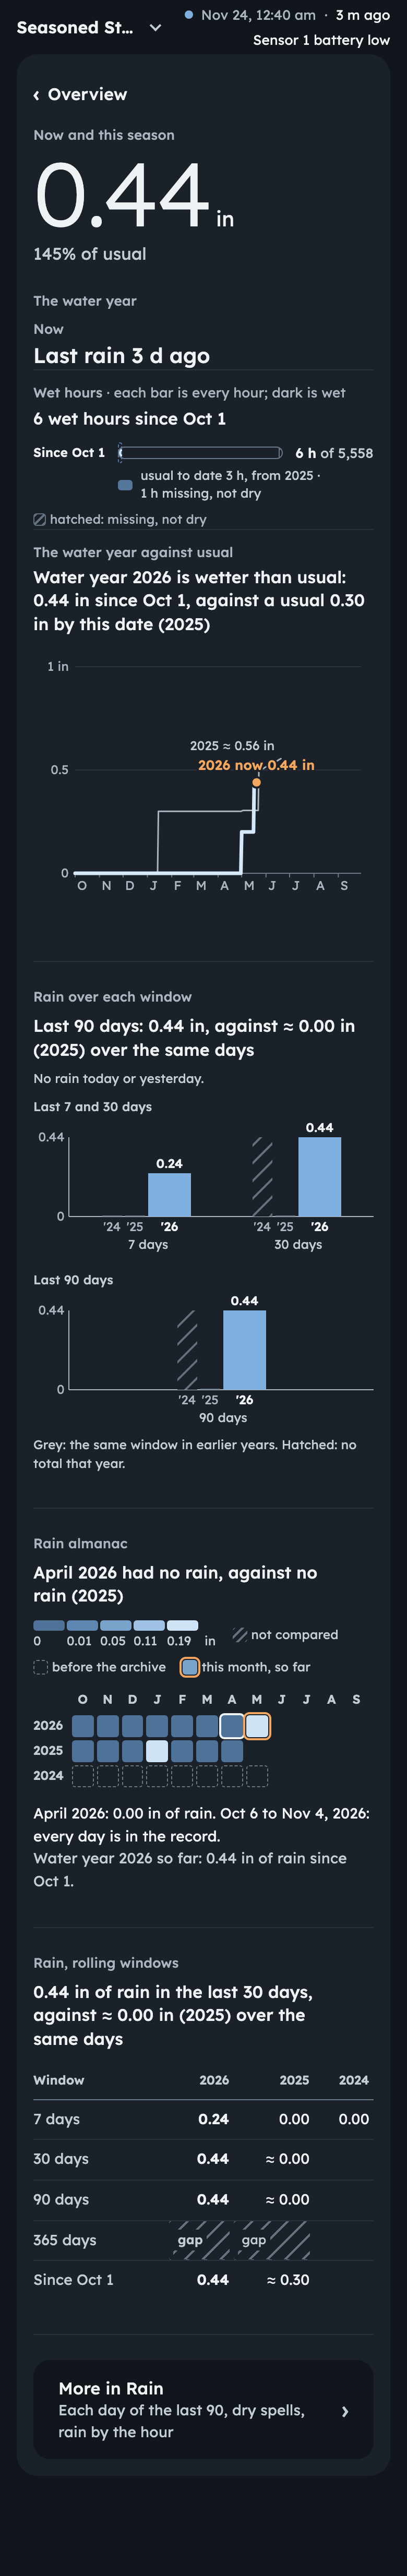 Seasoned St...
Nov 24, 12:40 am · 3 m ago
Sensor 1 battery low
‹ Overview
Now and this season
0.44 in
145% of usual
The water year
Now
Last rain 3 d ago
Wet hours · each bar is every hour; dark is wet
6 wet hours since Oct 1
Since Oct 1 6 h of 5,558
usual to date 3 h, from 2025 ·
1 h missing, not dry
hatched: missing, not dry
The water year against usual
Water year 2026 is wetter than usual:
0.44 in since Oct 1, against a usual 0.30
in by this date (2025)
1 in
2025 ≈ 0.56 in
2026 now 0.44 in
0.5
0
O N D J F M A M J J A S
Rain over each window
Last 90 days: 0.44 in, against ≈ 0.00 in
(2025) over the same days
No rain today or yesterday.
Last 7 and 30 days
0.44
0.44
0.24
0
'24 '25 '26 '24 '25 '26
7 days 30 days
Last 90 days
0.44
0.44
0
'24 '25 '26
90 days
Grey: the same window in earlier years. Hatched: no
total that year.
Rain almanac
April 2026 had no rain, against no
rain (2025)
0 0.01 0.05 0.11 0.19 in not compared
before the archive this month, so far
O N D J F M A M J J A S
2026
2025
2024
April 2026: 0.00 in of rain. Oct 6 to Nov 4, 2026:
every day is in the record.
Water year 2026 so far: 0.44 in of rain since
Oct 1.
Rain, rolling windows
0.44 in of rain in the last 30 days,
against ≈ 0.00 in (2025) over the
same days
Window 2026 2025 2024
7 days 0.24 0.00 0.00
30 days 0.44 ≈ 0.00
90 days 0.44 ≈ 0.00
365 days gap gap
Since Oct 1 0.44 ≈ 0.30
More in Rain
Each day of the last 90, dry spells,
rain by the hour
›